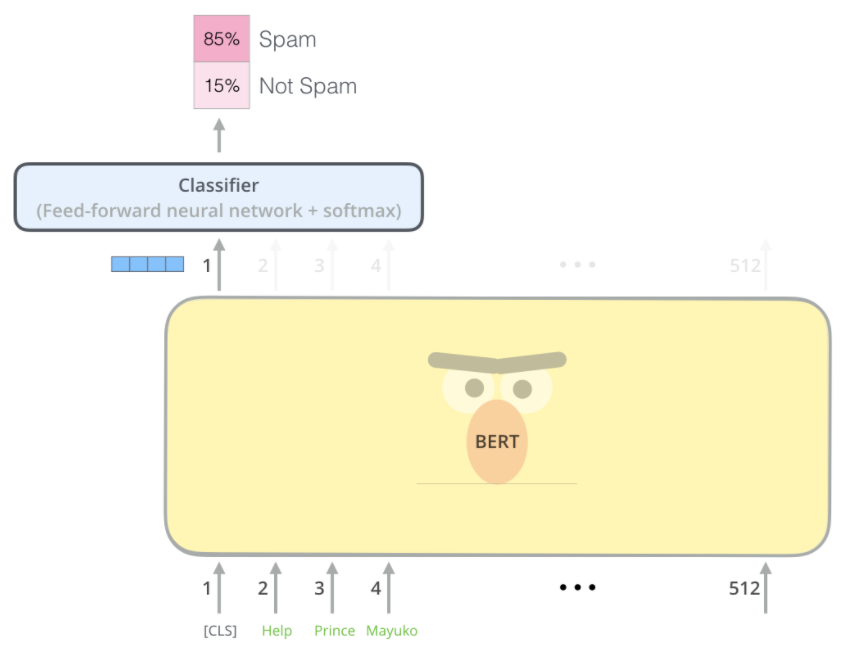 85% Spam
15% Not Spam
Classifier
(Feed-forward neural network + softmax)
1 2 3 4 ••• 512
BERT
1 2 3 4 ••• 512
[CLS] Help Prince Mayuko